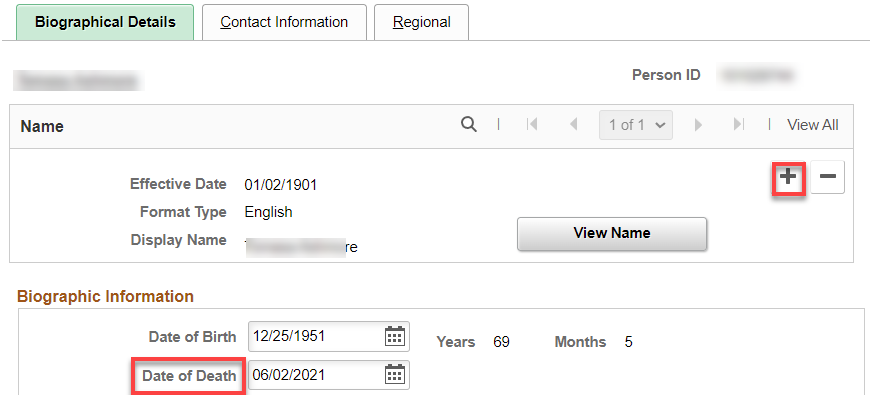 Biographical Details Contact Information Regional
Person ID
Name 1 of 1 View All
Effective Date 01/02/1901
Format Type English
Display Name View Name
Biographic Information
Date of Birth 12/25/1951 Years 69 Months 5
Date of Death 06/02/2021